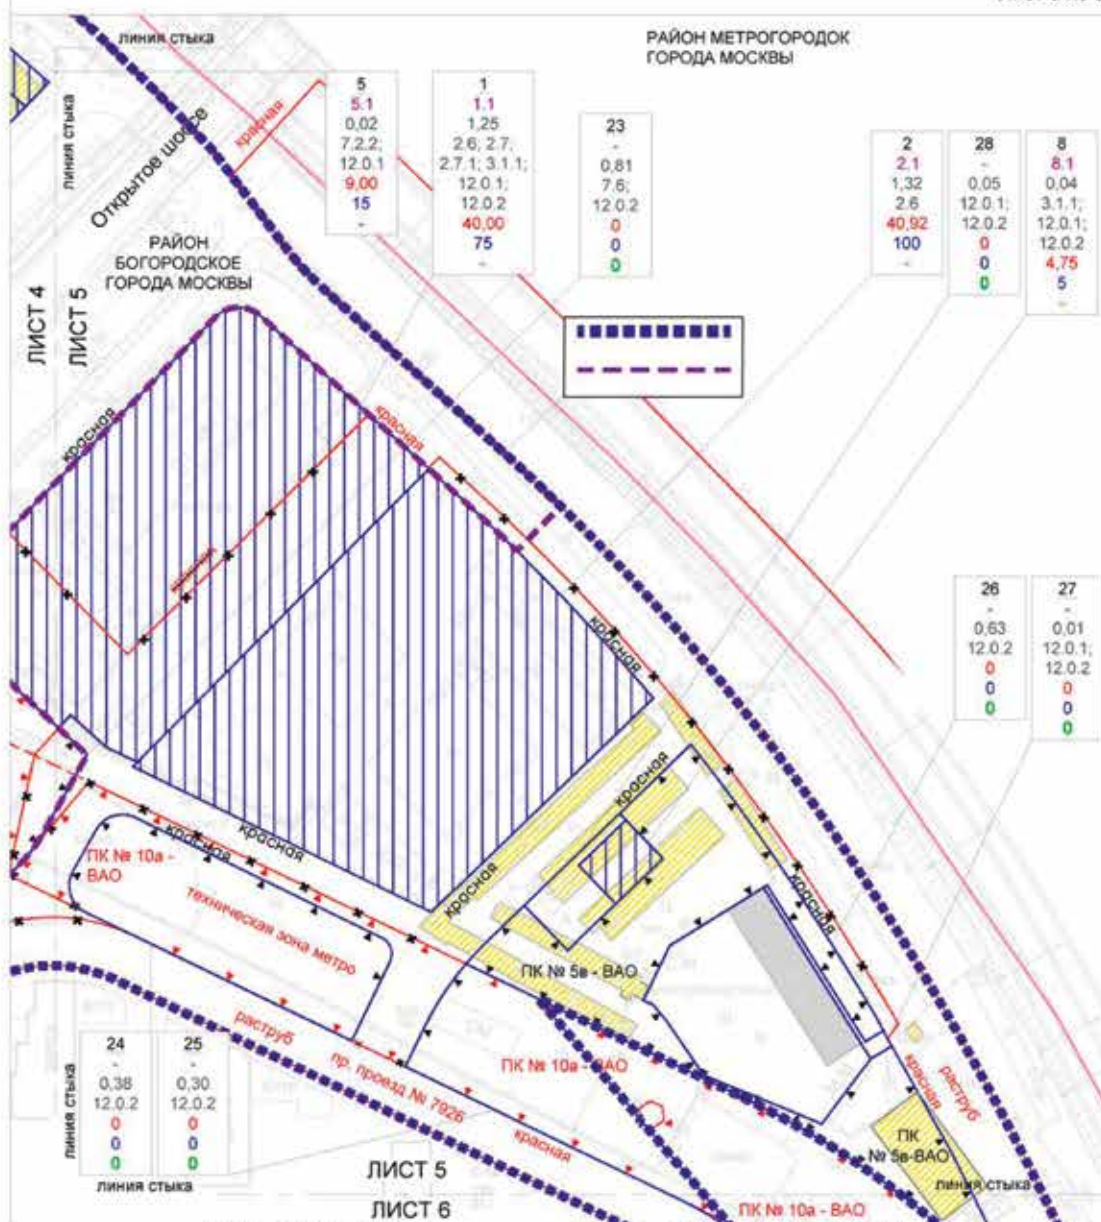 линия стыка
РАЙОН МЕТРОГОРОДОК
ГОРОДА МОСКВЫ
линия стыка
Открытое шоссе
красная
5
5.1
0,02
7.2.2;
12.0.1
9,00
15
-
1
1.1
1,25
2.6; 2.7;
2.7.1; 3.1.1;
12.0.1;
12.0.2
40,00
75
-
23
-
0,81
7.6;
12.0.2
0
0
0
2
2.1
1,32
2.6
40,92
100
-
28
-
0,05
12.0.1;
12.0.2
0
0
0
8
8.1
0,04
3.1.1;
12.0.1;
12.0.2
4,75
5
-
РАЙОН
БОГОРОДСКОЕ
ГОРОДА МОСКВЫ
ЛИСТ 4
ЛИСТ 5
красная
красная
красная
26
-
0,63
12.0.2
0
0
0
27
-
0,01
12.0.1;
12.0.2
0
0
0
красная
красная
красная
красная
красная
ПК № 10а -
ВАО
техническая зона метро
ПК № 5в - ВАО
раструб
пр. проезд № 7926
красная
ПК № 10а - ВАО
красная
раструб
ПК
№ 5в-ВАО
линия стыка
24
-
0,38
12.0.2
0
0
0
25
-
0,30
12.0.2
0
0
0
линия стыка
линия стыка
ЛИСТ 5
ЛИСТ 6
ПК № 10а - ВАО